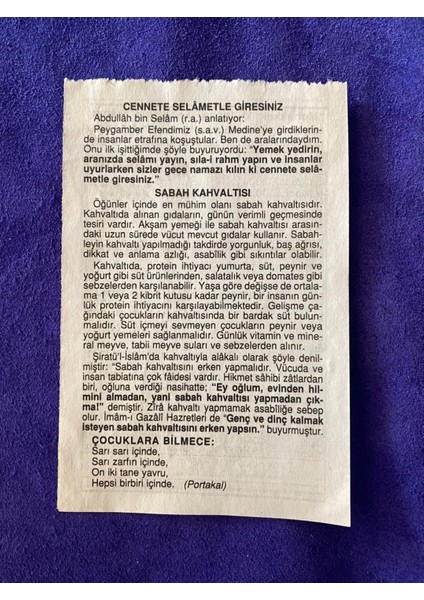 CENNETE SELÂMETLE GİRESİNİZ
Abdullâh bin Selâm (r.a.) anlatıyor:
Peygamber Efendimiz (s.a.v.) Medine'ye girdiklerin-
de insanlar etrafına koşuştular. Ben de aralarındaydım.
Onu ilk işittiğimde şöyle buyuruyordu: “Yemek yedirin,
aranızda selâmı yayın, sıla-i rahm yapın ve insanlar
uyurlarken sizler gece namazı kılın ki cennete selâ-
metle giresiniz.”
SABAH KAHVALTISI
Öğünler içinde en mühim olanı sabah kahvaltısıdır.
Kahvaltıda alınan gıdaların, günün verimli geçmesinde
tesiri vardır. Akşam yemeği ile sabah kahvaltısı arasın-
daki uzun sürede vücut mevcut gıdalar kullanır. Sabah-
leyin kahvaltı yapılmadığı takdirde yorgunluk, baş ağrısı,
dikkat ve anlama azlığı, asabîlik gibi sıkıntılar olabilir.
Kahvaltıda, protein ihtiyacı yumurta, süt, peynir ve
yoğurt gibi süt ürünlerinden, salatalık veya domates gibi
sebzelerden karşılanabilir. Yaşa göre değişse de ortala-
ma 1 veya 2 kibrit kutusu kadar peynir, bir insanın gün-
lük protein ihtiyacını karşılayabilmektedir. Gelişme ça-
ğındaki çocukların kahvaltısında bir bardak süt bulun-
malıdır. Süt içmeyi sevmeyen çocukların peynir veya
yoğurt yemeleri sağlanmalıdır. Günlük vitamin ve mine-
ral meyve, tabii meyve suları ve sebzelerden alınır.
Şiratü'l-İslâm'da kahvaltıyla alâkalı olarak şöyle denil-
miştir: “Sabah kahvaltısını erken yapmalıdır. Vücuda ve
insan tabiatına çok fâidesi vardır. Hikmet sâhibi zâtlardan
biri, oğluna verdiği nasihatte; “Ey oğlum, evinden hil-
mini almadan, yani sabah kahvaltısı yapmadan çık-
ma!” demiştir. Zîrâ kahvaltı yapmamak asabîliğe sebep
olur. İmâm-ı Gazâlî Hazretleri de “Genç ve dinç kalmak
isteyen sabah kahvaltısını erken yapsın.” buyurmuştur.
ÇOCUKLARA BİLMECE:
Sarı sarı içinde,
Sarı zarfın içinde,
On iki tane yavru,
Hepsi birbiri içinde. (Portakal)